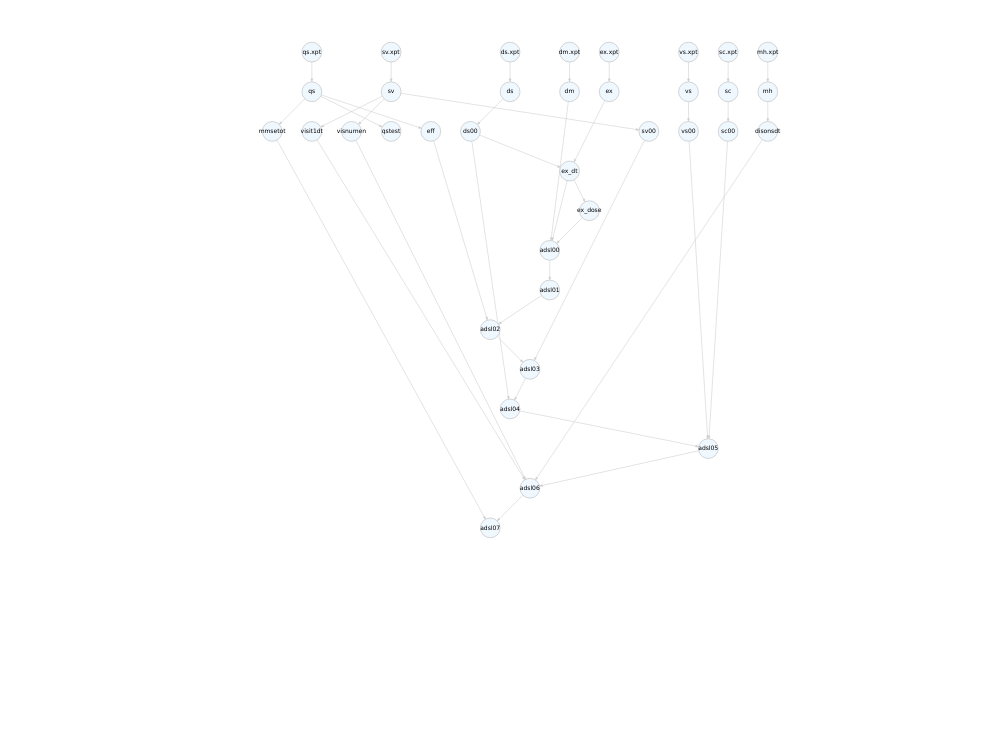 qs.xpt sv.xpt ds.xpt dm.xpt ex.xpt vs.xpt sc.xpt mh.xpt
qs sv ds dm ex vs sc mh
mmsetot visit1dt visnumen qstest eff ds00 sv00 vs00 sc00 disonsdt
ex_dt
ex_dose
adsl00
adsl01
adsl02
adsl03
adsl04
adsl05
adsl06
adsl07